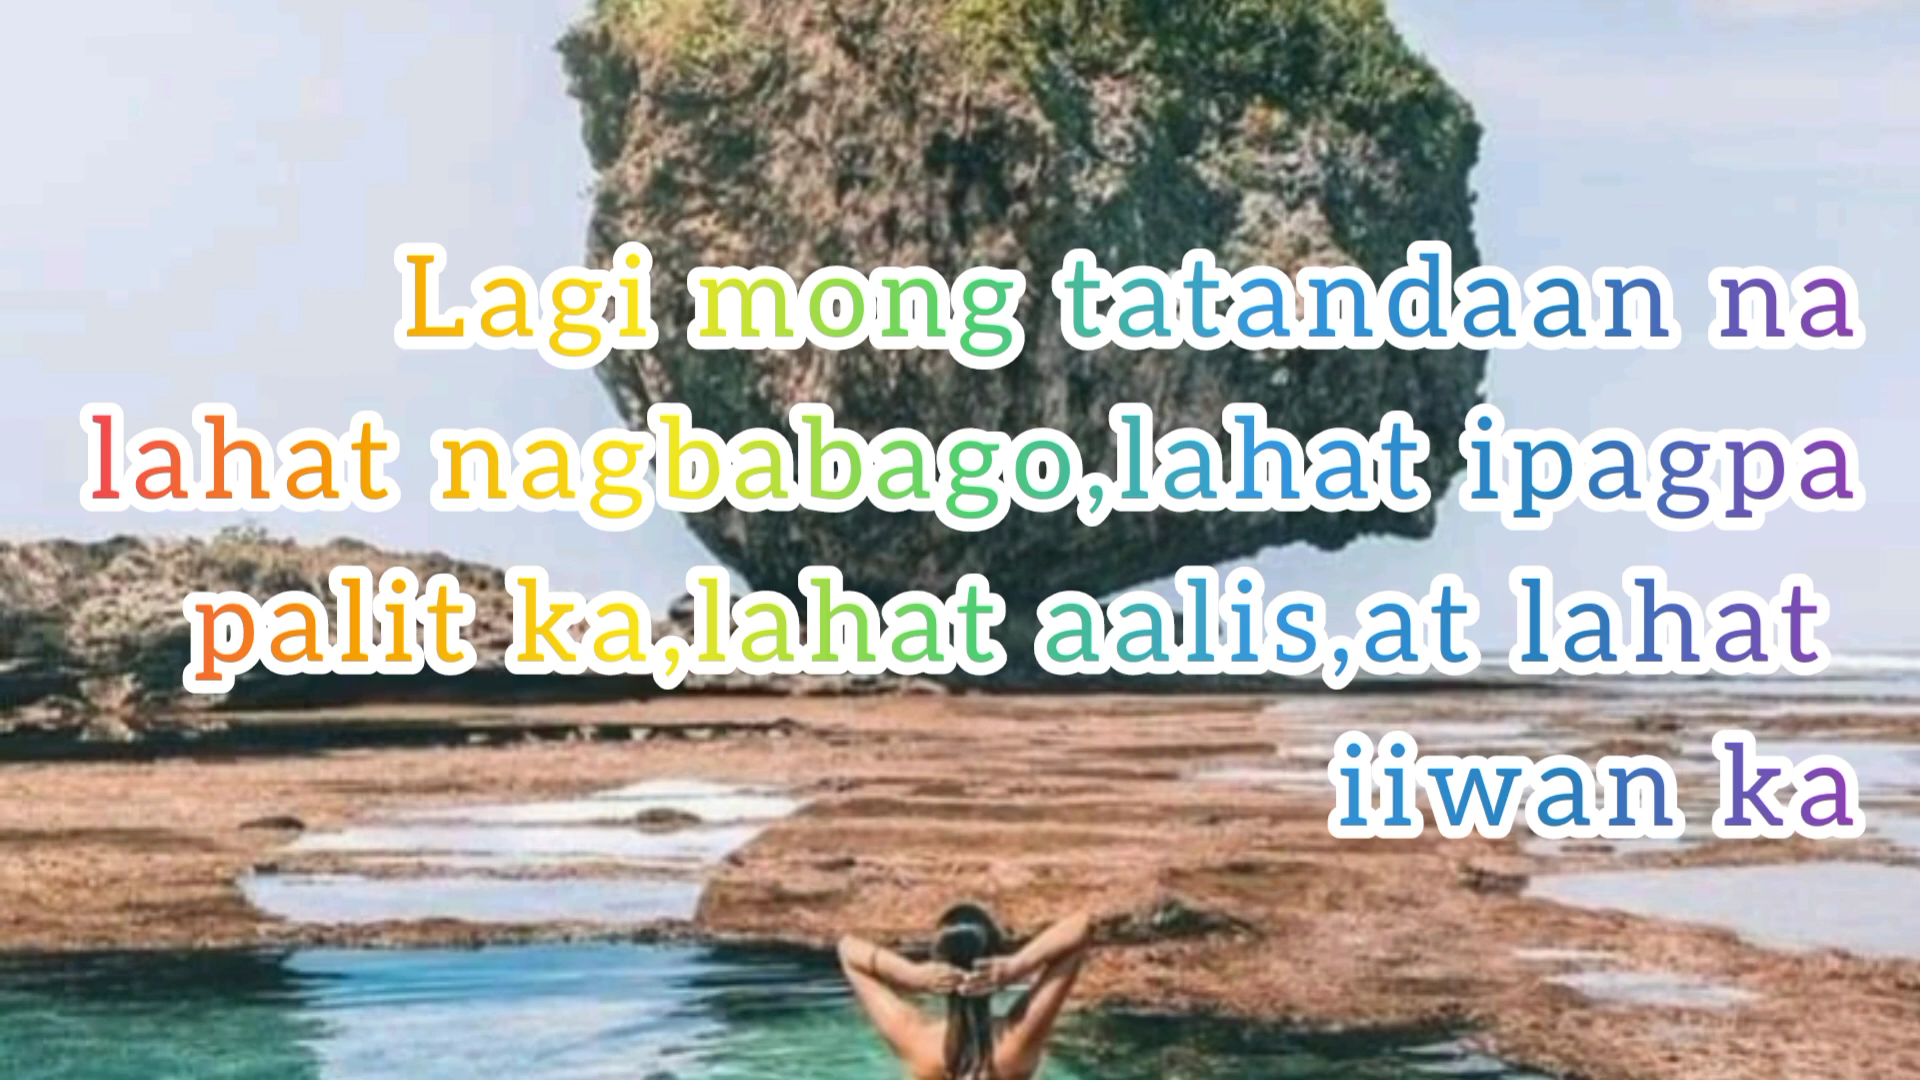 Lagi mong tatandaan na
lahat nagbabago,lahat ipagpa
palit ka,lahat aalis,at lahat
iiwan ka